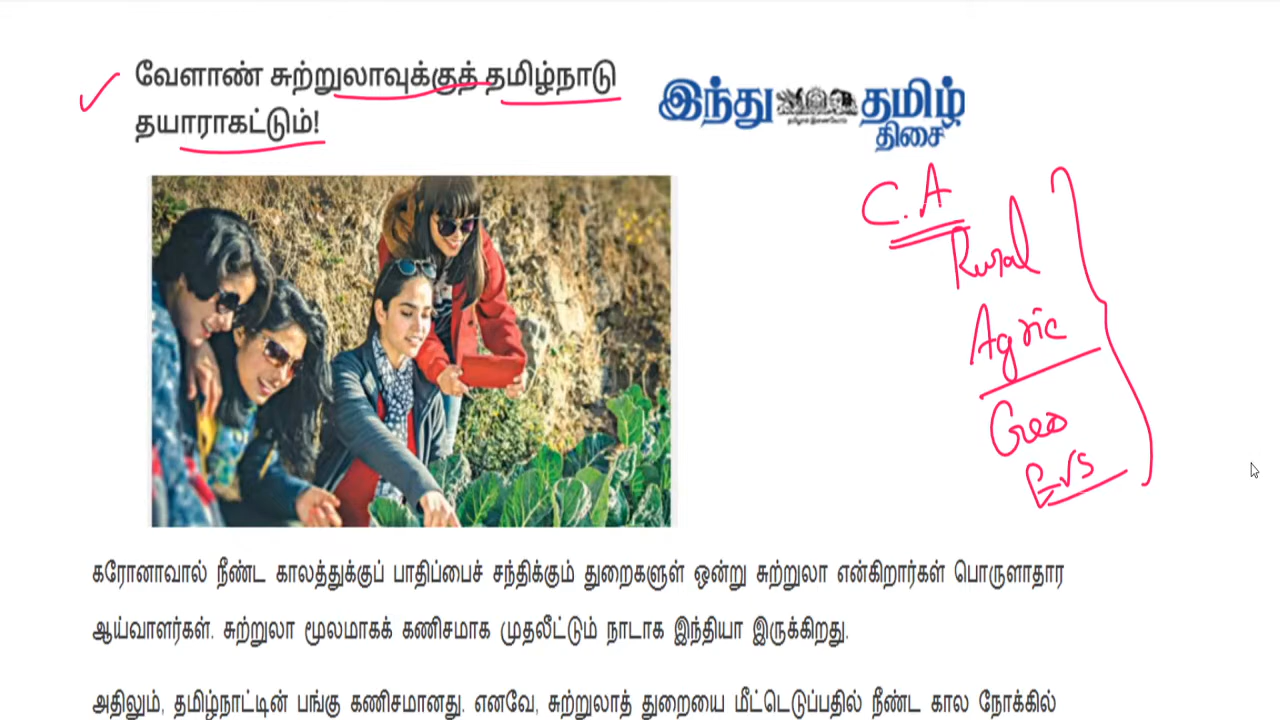 வேளாண் சுற்றுலாவுக்குத் தமிழ்நாடு
தயாராகட்டும்!
இந்து தமிழ்
திசை
C.A
Rural
Agric
Geo
EVS
கரோனாவால் நீண்ட காலத்துக்குப் பாதிப்பைச் சந்திக்கும் துறைகளுள் ஒன்று சுற்றுலா என்கிறார்கள் பொருளாதார
ஆய்வாளர்கள். சுற்றுலா மூலமாகக் கணிசமாக முதலீட்டும் நாடாக இந்தியா இருக்கிறது.
அதிலும், தமிழ்நாட்டின் பங்கு கணிசமானது. எனவே, சுற்றுலாத் துறையை மீட்டெடுப்பதில் நீண்ட கால நோக்கில்